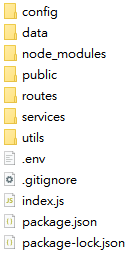 config
data
node_modules
public
routes
services
utils
.env
.gitignore
index.js
package.json
package-lock.json